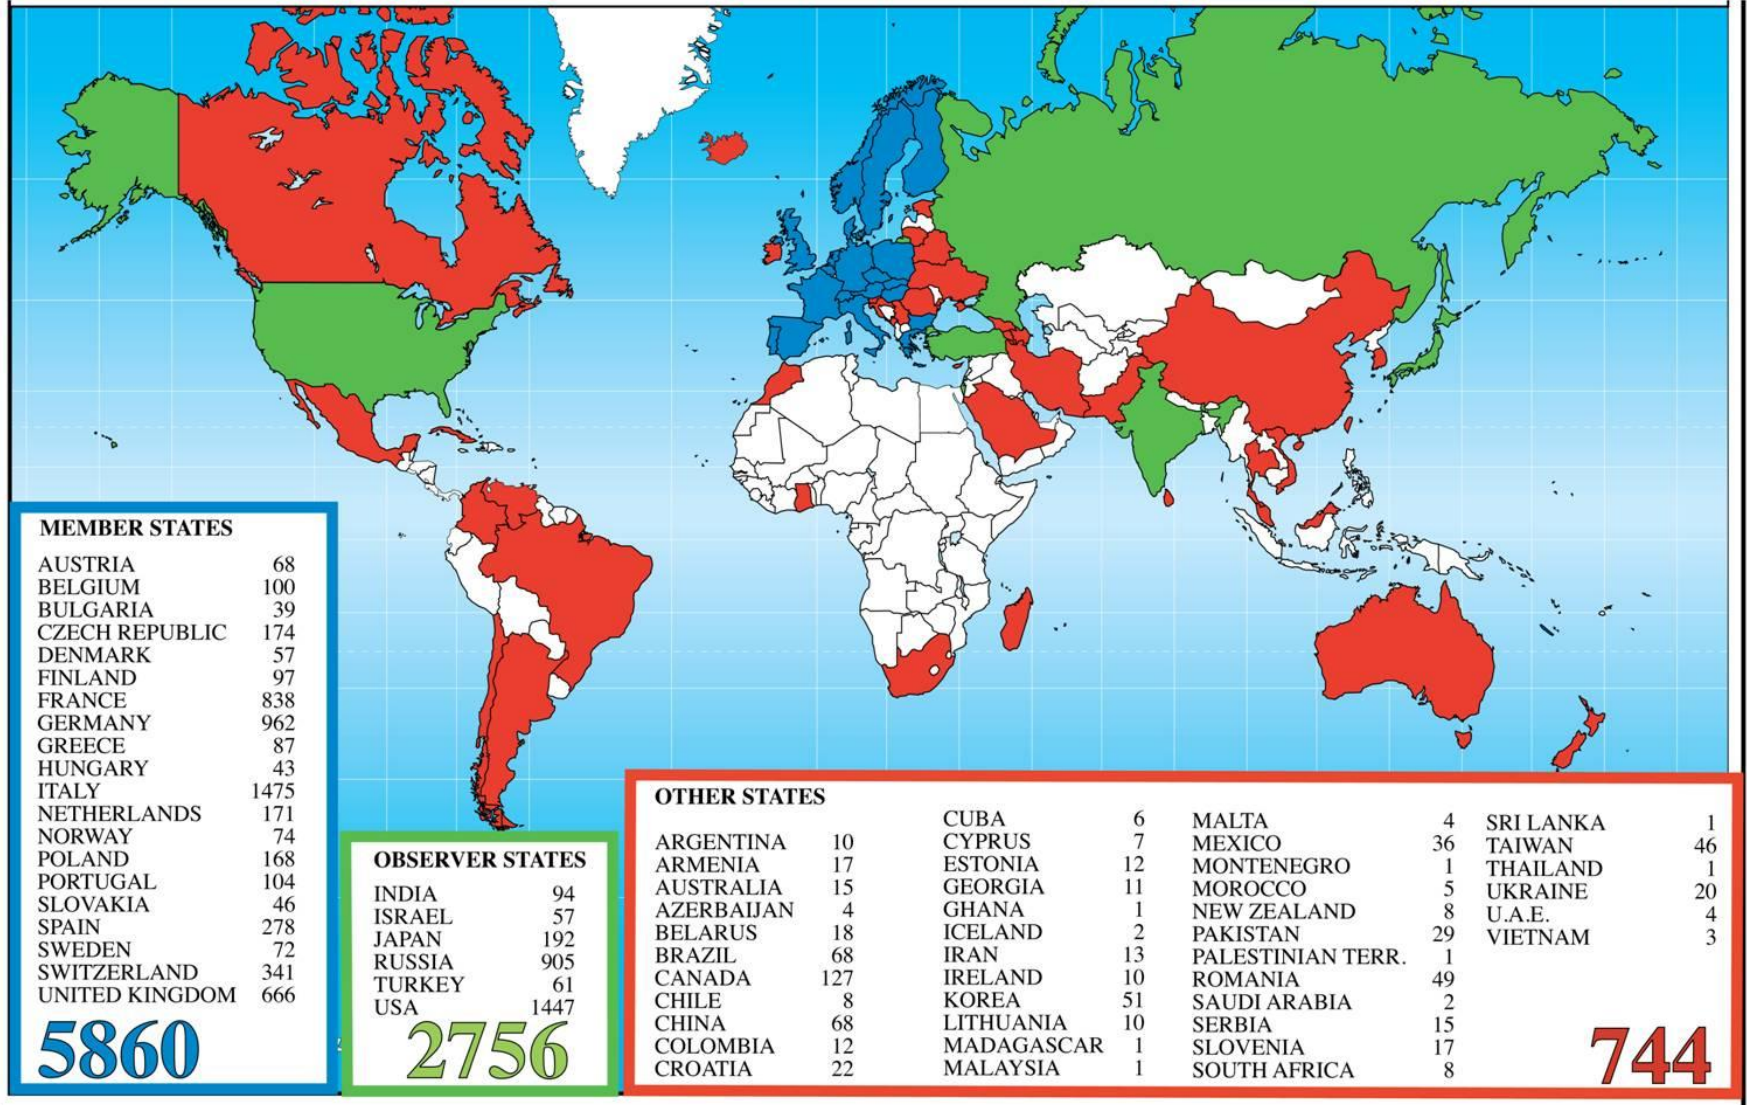 MEMBER STATES
AUSTRIA 68
BELGIUM 100
BULGARIA 39
CZECH REPUBLIC 174
DENMARK 57
FINLAND 97
FRANCE 838
GERMANY 962
GREECE 87
HUNGARY 43
ITALY 1475
NETHERLANDS 171
NORWAY 74
POLAND 168
PORTUGAL 104
SLOVAKIA 46
SPAIN 278
SWEDEN 72
SWITZERLAND 341
UNITED KINGDOM 666
5860
OBSERVER STATES
INDIA 94
ISRAEL 57
JAPAN 192
RUSSIA 905
TURKEY 61
USA 1447
2756
OTHER STATES
ARGENTINA 10
ARMENIA 17
AUSTRALIA 15
AZERBAIJAN 4
BELARUS 18
BRAZIL 68
CANADA 127
CHILE 8
CHINA 68
COLOMBIA 12
CROATIA 22
CUBA 6
CYPRUS 7
ESTONIA 12
GEORGIA 11
GHANA 1
ICELAND 2
IRAN 13
IRELAND 10
KOREA 51
LITHUANIA 10
MADAGASCAR 1
MALAYSIA 1
MALTA 4
MEXICO 36
MONTENEGRO 1
MOROCCO 5
NEW ZEALAND 8
PAKISTAN 29
PALESTINIAN TERR. 1
ROMANIA 49
SAUDI ARABIA 2
SERBIA 15
SLOVENIA 17
SOUTH AFRICA 8
SRI LANKA 1
TAIWAN 46
THAILAND 1
UKRAINE 20
U.A.E. 4
VIETNAM 3
744